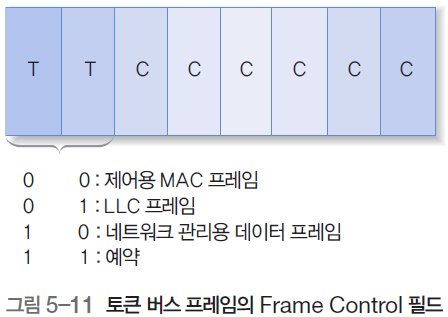 T T C C C C C C
0 0 : 제어용 MAC 프레임
0 1 : LLC 프레임
1 0 : 네트워크 관리용 데이터 프레임
1 1 : 예약
그림 5-11 토큰 버스 프레임의 Frame Control 필드